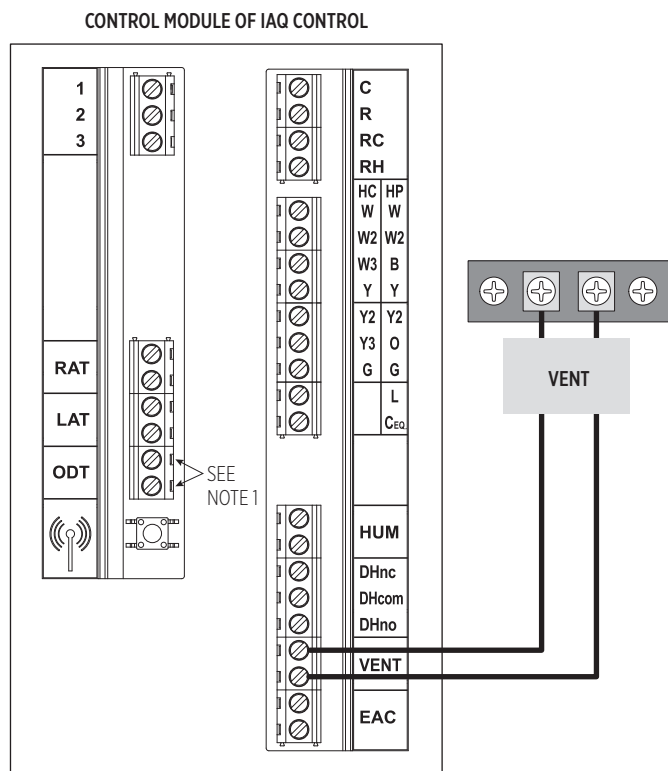 CONTROL MODULE OF IAQ CONTROL
1
2
3
RAT
LAT
ODT
SEE
NOTE 1
C
R
RC
RH
HC HP
W W
W2 W2
W3 B
Y Y
Y2 Y2
Y3 O
G G
L
CEQ.
HUM
DHnc
DHcom
DHno
VENT
EAC
VENT